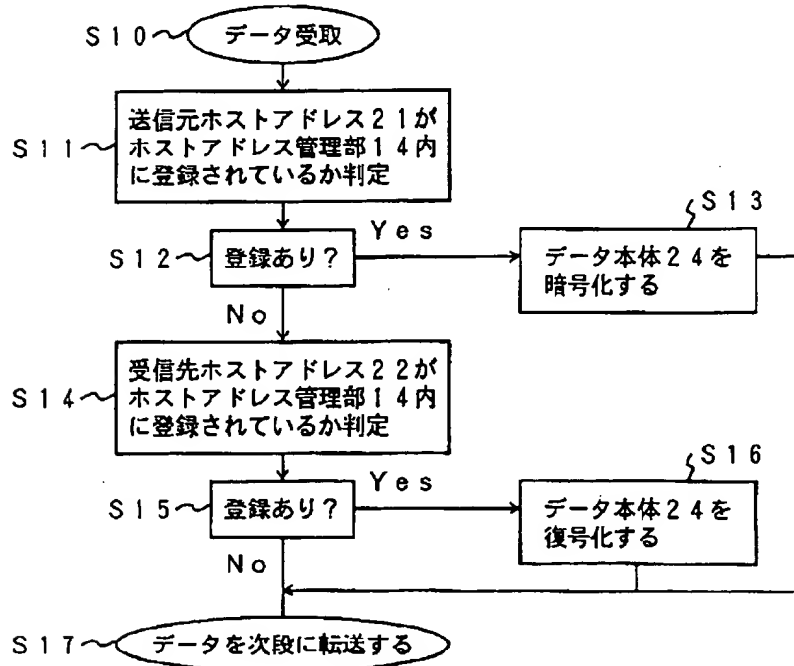 S10
データ受取
S11
送信元ホストアドレス21が
ホストアドレス管理部14内
に登録されているか判定
S12
登録あり?
Yes
S13
データ本体24を
暗号化する
No
S14
受信先ホストアドレス22が
ホストアドレス管理部14内
に登録されているか判定
S15
登録あり?
Yes
S16
データ本体24を
復号化する
No
S17
データを次段に転送する